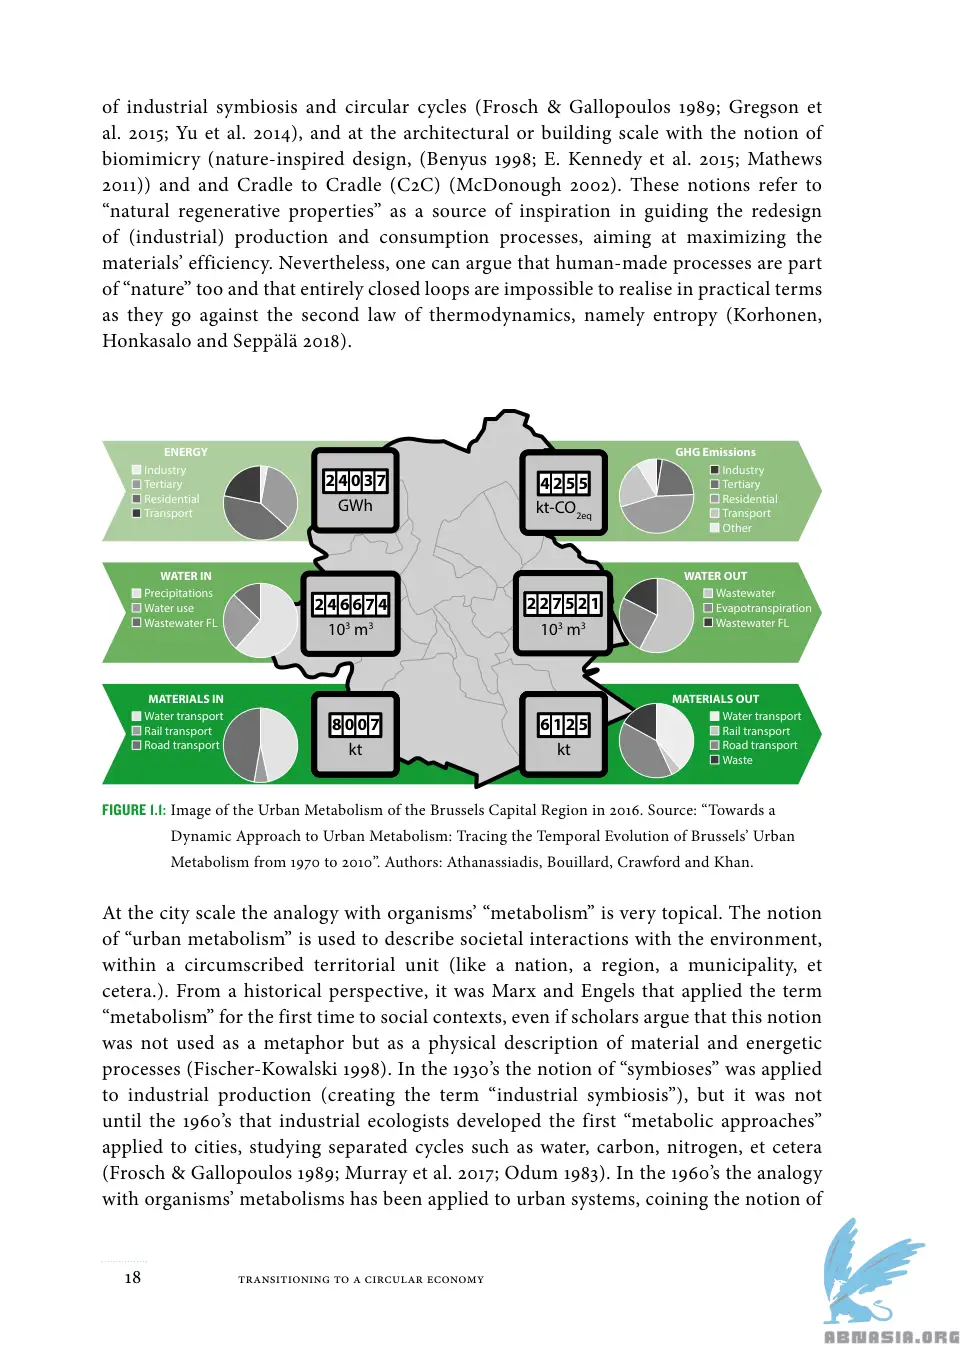 of industrial symbiosis and circular cycles (Frosch & Gallopoulos 1989; Gregson et
al. 2015; Yu et al. 2014), and at the architectural or building scale with the notion of
biomimicry (nature-inspired design, (Benyus 1998; E. Kennedy et al. 2015; Mathews
2011)) and and Cradle to Cradle (C2C) (McDonough 2002). These notions refer to
“natural regenerative properties” as a source of inspiration in guiding the redesign
of (industrial) production and consumption processes, aiming at maximizing the
materials’ efficiency. Nevertheless, one can argue that human-made processes are part
of “nature” too and that entirely closed loops are impossible to realise in practical terms
as they go against the second law of thermodynamics, namely entropy (Korhonen,
Honkasalo and Seppälä 2018).
ENERGY
Industry
Tertiary
Residential
Transport
24037
GWh
4255
kt-CO2eq
GHG Emissions
Industry
Tertiary
Residential
Transport
Other
WATER IN
Precipitations
Water use
Wastewater FL
246674
10³ m³
227521
10³ m³
WATER OUT
Wastewater
Evapotranspiration
Wastewater FL
MATERIALS IN
Water transport
Rail transport
Road transport
8007
kt
6125
kt
MATERIALS OUT
Water transport
Rail transport
Road transport
Waste
FIGURE 1.1: Image of the Urban Metabolism of the Brussels Capital Region in 2016. Source: “Towards a
Dynamic Approach to Urban Metabolism: Tracing the Temporal Evolution of Brussels’ Urban
Metabolism from 1970 to 2010”. Authors: Athanassiadis, Bouillard, Crawford and Khan.
At the city scale the analogy with organisms’ “metabolism” is very topical. The notion
of “urban metabolism” is used to describe societal interactions with the environment,
within a circumscribed territorial unit (like a nation, a region, a municipality, et
cetera.). From a historical perspective, it was Marx and Engels that applied the term
“metabolism” for the first time to social contexts, even if scholars argue that this notion
was not used as a metaphor but as a physical description of material and energetic
processes (Fischer-Kowalski 1998). In the 1930’s the notion of “symbioses” was applied
to industrial production (creating the term “industrial symbiosis”), but it was not
until the 1960’s that industrial ecologists developed the first “metabolic approaches”
applied to cities, studying separated cycles such as water, carbon, nitrogen, et cetera
(Frosch & Gallopoulos 1989; Murray et al. 2017; Odum 1983). In the 1960’s the analogy
with organisms’ metabolisms has been applied to urban systems, coining the notion of
18 TRANSITIONING TO A CIRCULAR ECONOMY
ABNASIA.ORG